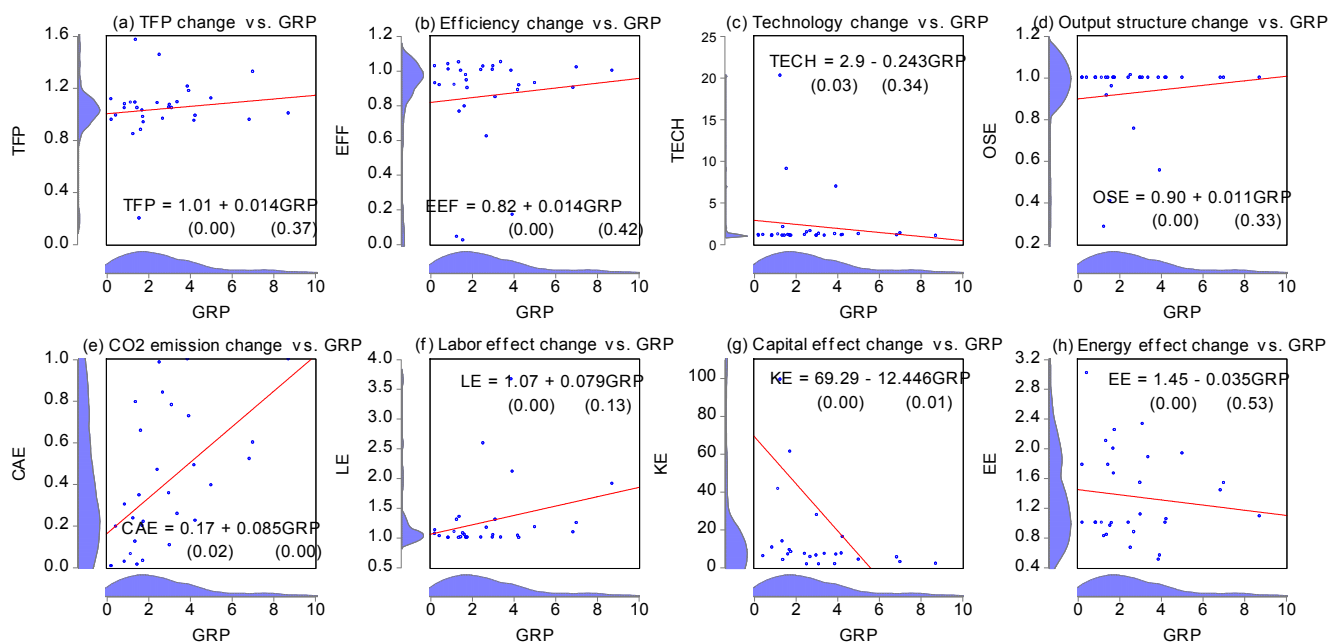 (a) TFP change vs. GRP
TFP
1.6
1.2
0.8
0.4
0.0
TFP = 1.01 + 0.014GRP
(0.00) (0.37)
0 2 4 6 8 10
GRP
(b) Efficiency change vs. GRP
EFF
1.2
1.0
0.8
0.6
0.4
0.2
0.0
EEF = 0.82 + 0.014GRP
(0.00) (0.42)
0 2 4 6 8 10
GRP
(c) Technology change vs. GRP
TECH
25
20
15
10
5
0
TECH = 2.9 - 0.243GRP
(0.03) (0.34)
0 2 4 6 8 10
GRP
(d) Output structure change vs. GRP
OSE
1.2
1.0
0.8
0.6
0.4
0.2
OSE = 0.90 + 0.011GRP
(0.00) (0.33)
0 2 4 6 8 10
GRP
(e) CO2 emission change vs. GRP
CAE
1.0
0.8
0.6
0.4
0.2
0.0
CAE = 0.17 + 0.085GRP
(0.02) (0.00)
0 2 4 6 8 10
GRP
(f) Labor effect change vs. GRP
LE
4.0
3.5
3.0
2.5
2.0
1.5
1.0
0.5
LE = 1.07 + 0.079GRP
(0.00) (0.13)
0 2 4 6 8 10
GRP
(g) Capital effect change vs. GRP
KE
100
80
60
40
20
0
KE = 69.29 - 12.446GRP
(0.00) (0.01)
0 2 4 6 8 10
GRP
(h) Energy effect change vs. GRP
EE
3.2
2.8
2.4
2.0
1.6
1.2
0.8
0.4
EE = 1.45 - 0.035GRP
(0.00) (0.53)
0 2 4 6 8 10
GRP